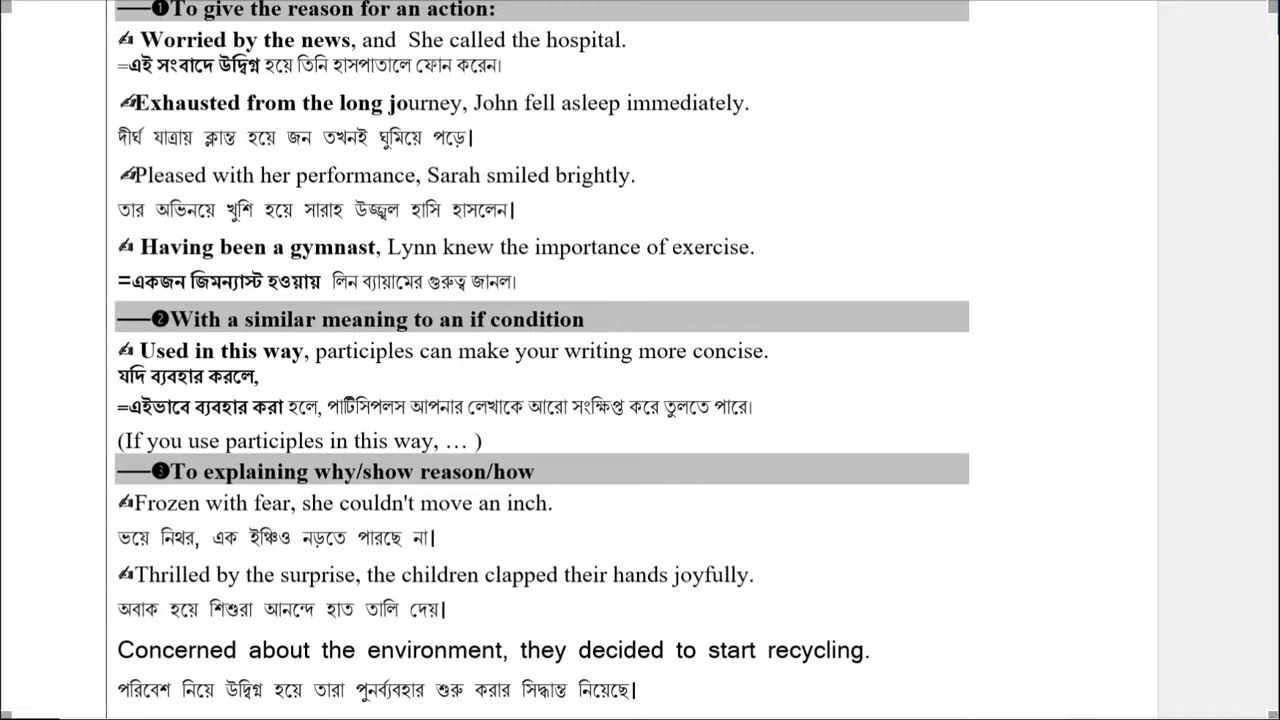 ——❶To give the reason for an action:
✍ Worried by the news, and She called the hospital.
=এই সংবাদে উদ্বিগ্ন হয়ে তিনি হাসপাতালে ফোন করেন।
✍Exhausted from the long journey, John fell asleep immediately.
দীর্ঘ যাত্রায় ক্লান্ত হয়ে জন তখনই ঘুমিয়ে পড়ে|
✍Pleased with her performance, Sarah smiled brightly.
তার অভিনয়ে খুশি হয়ে সারাহ উজ্জ্বল হাসি হাসলেন|
✍ Having been a gymnast, Lynn knew the importance of exercise.
=একজন জিমন্যাস্ট হওয়ায় লিন ব্যায়ামের গুরুত্ব জানল।
——❷With a similar meaning to an if condition
✍ Used in this way, participles can make your writing more concise.
যদি ব্যবহার করলে,
=এইভাবে ব্যবহার করা হলে, পার্টিসিপলস আপনার লেখাকে আরো সংক্ষিপ্ত করে তুলতে পারে।
(If you use participles in this way, … )
——❸To explaining why/show reason/how
✍Frozen with fear, she couldn't move an inch.
ভয়ে নিথর, এক ইঞ্চিও নড়তে পারছে না|
✍Thrilled by the surprise, the children clapped their hands joyfully.
অবাক হয়ে শিশুরা আনন্দে হাত তালি দেয়|
Concerned about the environment, they decided to start recycling.
পরিবেশ নিয়ে উদ্বিগ্ন হয়ে তারা পুনর্ব্যবহার শুরু করার সিদ্ধান্ত নিয়েছে|